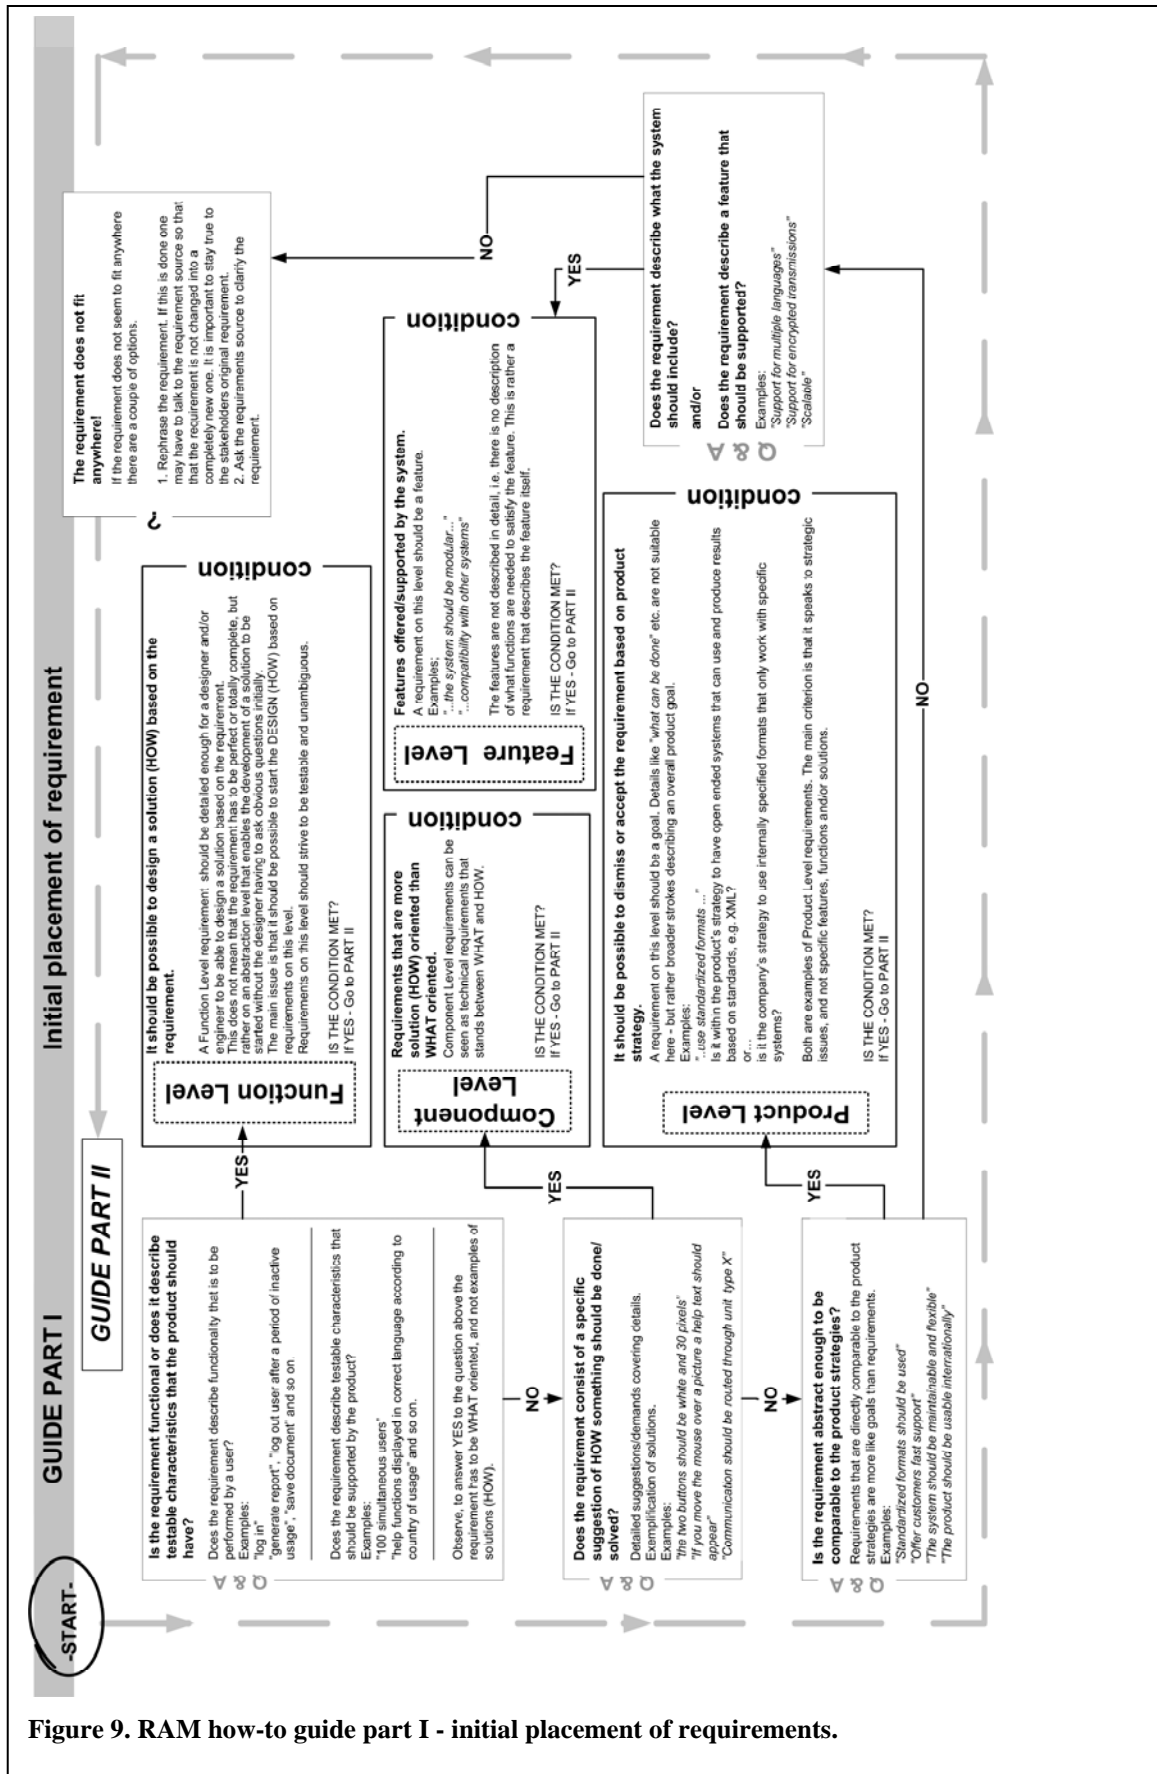 GUIDE PART I
Initial placement of requirement
-START-
GUIDE PART II
Is the requirement functional or does it describe
testable characteristics that the product should
have?
Does the requirement describe functionality that is to be
performed by a user?
Examples:
"log in"
"generate report", "log out user after a period of inactive
usage", "save document" and so on.
Does the requirement describe testable characteristics that
should be supported by the product?
Examples:
"100 simultaneous users"
"help functions displayed in correct language according to
country of usage" and so on.
Observe, to answer YES to the question above the
requirement has to be WHAT oriented, and not examples of
solutions (HOW).
Q & A
YES
NO
Function Level
It should be possible to design a solution (HOW) based on the
requirement.
A Function Level requirement: should be detailed enough for a designer and/or
engineer to be able to design a solution based on the requirement.
This does not mean that the requirement has to be perfect or totally complete, but
rather on an abstraction level that enables the development of a solution to be
started without the designer having to ask obvious questions initially.
The main issue is that it should be possible to start the DESIGN (HOW) based on
requirements on this level.
Requirements on this level should strive to be testable and unambiguous.
IS THE CONDITION MET?
If YES - Go to PART II
condition
?
The requirement does not fit
anywhere!
If the requirement does not seem to fit anywhere
there are a couple of options.
1. Rephrase the requirement. If this is done one
may have to talk to the requirement source so that
that the requirement is not changed into a
completely new one. It is important to stay true to
the stakeholders original requirement.
2. Ask the requirements source to clarify the
requirement.
Does the requirement consist of a specific
suggestion of HOW something should be done/
solved?
Detailed suggestions/demands covering details.
Exemplification of solutions.
Examples:
"the two buttons should be white and 30 pixels"
"If you move the mouse over a picture a help text should
appear"
"Communication should be routed through unit type X"
Q & A
YES
NO
Component
Level
Requirements that are more
solution (HOW) oriented than
WHAT oriented.
Component Level requirements can be
seen as technical requirements that
stands between WHAT and HOW.
IS THE CONDITION MET?
If YES - Go to PART II
condition
Feature Level
Features offered/supported by the system.
A requirement on this level should be a feature.
Examples:
"...the system should be modular..."
"...compatibility with other systems"
The features are not described in detail, i.e. there is no description
of what functions are needed to satisfy the feature. This is rather a
requirement that describes the feature itself.
IS THE CONDITION MET?
If YES - Go to PART II
condition
YES
NO
Is the requirement abstract enough to be
comparable to the product strategies?
Requirements that are directly comparable to the product
strategies are more like goals than requirements.
Examples:
"Standardized formats should be used"
"Offer customers fast support"
"The system should be maintainable and flexible"
"The product should be usable internationally"
Q & A
YES
NO
Product Level
It should be possible to dismiss or accept the requirement based on product
strategy.
A requirement on this level should be a goal. Details like "what can be done" etc. are not suitable
here - but rather broader strokes describing an overall product goal.
Examples:
"..use standardized formats ..."
Is it within the product's strategy to have open ended systems that can use and produce results
based on standards, e.g. XML?
or...
is it the company's strategy to use internally specified formats that only work with specific
systems?
Both are examples of Product Level requirements. The main criterion is that it speaks to strategic
issues, and not specific features, functions and/or solutions.
IS THE CONDITION MET?
If YES - Go to PART II
condition
Does the requirement describe what the system
should include?
and/or
Does the requirement describe a feature that
should be supported?
Examples:
"Support for multiple languages"
"Support for encrypted transmissions"
"Scalable"
Q & A
Figure 9. RAM how-to guide part I - initial placement of requirements.